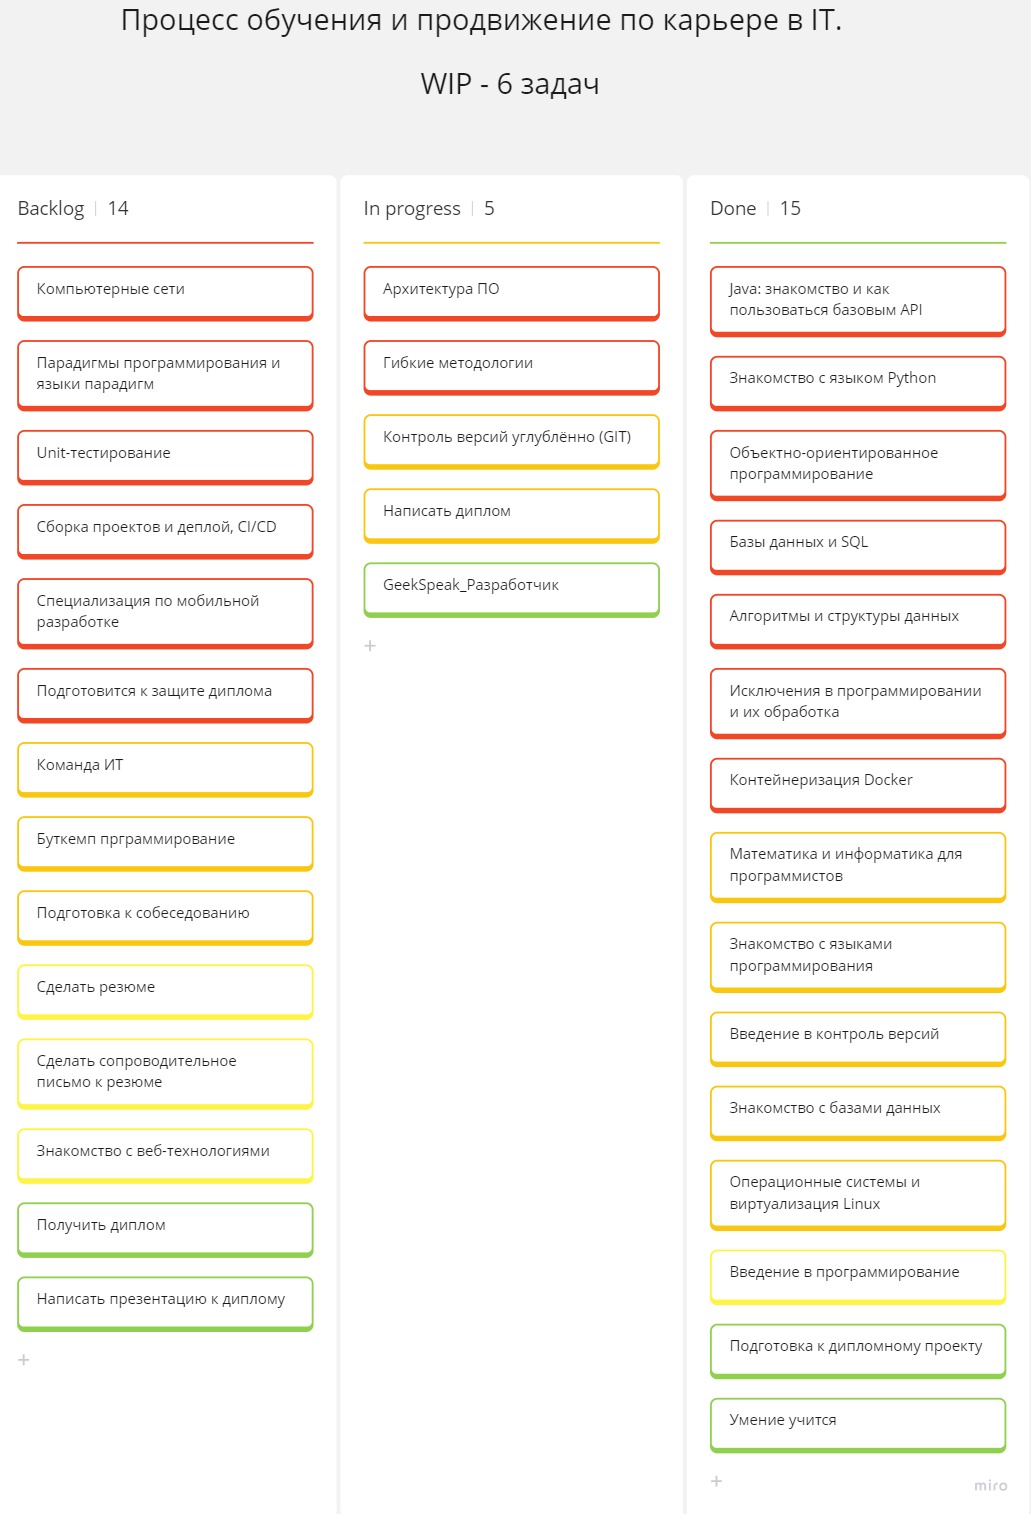 Процесс обучения и продвижение по карьере в IT.
WIP - 6 задач
Backlog | 14
Компьютерные сети
Парадигмы программирования и
языки парадигм
Unit-тестирование
Сборка проектов и деплой, CI/CD
Специализация по мобильной
разработке
Подготовится к защите диплома
Команда ИТ
Буткемп прграммирование
Подготовка к собеседованию
Сделать резюме
Сделать сопроводительное
письмо к резюме
Знакомство с веб-технологиями
Получить диплом
Написать презентацию к диплому
+
In progress | 5
Архитектура ПО
Гибкие методологии
Контроль версий углублённо (GIT)
Написать диплом
GeekSpeak_Разработчик
+
Done | 15
Java: знакомство и как
пользоваться базовым API
Знакомство с языком Python
Объектно-ориентированное
программирование
Базы данных и SQL
Алгоритмы и структуры данных
Исключения в программировании
и их обработка
Контейнеризация Docker
Математика и информатика для
программистов
Знакомство с языками
программирования
Введение в контроль версий
Знакомство с базами данных
Операционные системы и
виртуализация Linux
Введение в программирование
Подготовка к дипломному проекту
Умение учится
+
miro